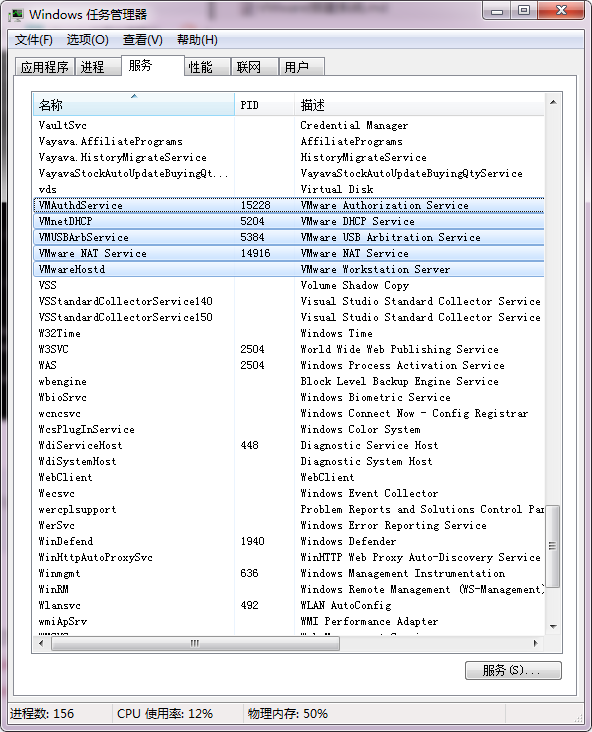 Windows 任务管理器
文件(F) 选项(O) 查看(V) 帮助(H)
应用程序 进程 服务 性能 联网 用户
名称 PID 描述
VaultSvc Credential Manager
Vayava.AffiliatePrograms AffiliatePrograms
Vayava.HistoryMigrateService HistoryMigrateService
VayavaStockAutoUpdateBuyingQt... VayavaStockAutoUpdateBuyingQtyService
vds Virtual Disk
VMAuthdService 15228 VMware Authorization Service
VMnetDHCP 5204 VMware DHCP Service
VMUSBArbService 5384 VMware USB Arbitration Service
VMware NAT Service 14916 VMware NAT Service
VMwareHostd VMware Workstation Server
VSS Volume Shadow Copy
VSStandardCollectorService140 Visual Studio Standard Collector Service
VSStandardCollectorService150 Visual Studio Standard Collector Service
W32Time Windows Time
W3SVC 2504 World Wide Web Publishing Service
WAS 2504 Windows Process Activation Service
wbengine Block Level Backup Engine Service
WbioSrvc Windows Biometric Service
wcncsvc Windows Connect Now - Config Registrar
WcsPlugInService Windows Color System
WdiServiceHost 448 Diagnostic Service Host
WdiSystemHost Diagnostic System Host
WebClient WebClient
Wecsvc Windows Event Collector
wercplsupport Problem Reports and Solutions Control Pan
WerSvc Windows Error Reporting Service
WinDefend 1940 Windows Defender
WinHttpAutoProxySvc WinHTTP Web Proxy Auto-Discovery Service
Winmgmt 636 Windows Management Instrumentation
WinRM Windows Remote Management (WS-Management)
Wlansvc 492 WLAN AutoConfig
wmiApSrv WMI Performance Adapter
服务(S)...
进程数: 156 CPU 使用率: 12% 物理内存: 50%